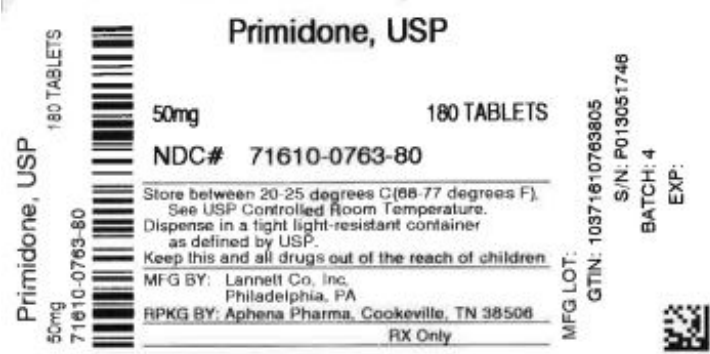 Primidone, USP
50mg 180 TABLETS
NDC# 71610-0763-80
Store between 20-25 degrees C(68-77 degrees F),
See USP Controlled Room Temperature.
Dispense in a tight light-resistant container
as defined by USP.
Keep this and all drugs out of the reach of children
MFG BY: Lannett Co, Inc,
Philadelphia, PA
RPKG BY: Aphena Pharma, Cookeville, TN 38506
RX Only
Primidone, USP 180 TABLETS
50mg
71610-0763-80
MFG LOT:
GTIN: 10371610763805
S/N: P013051746
BATCH: 4
EXP: